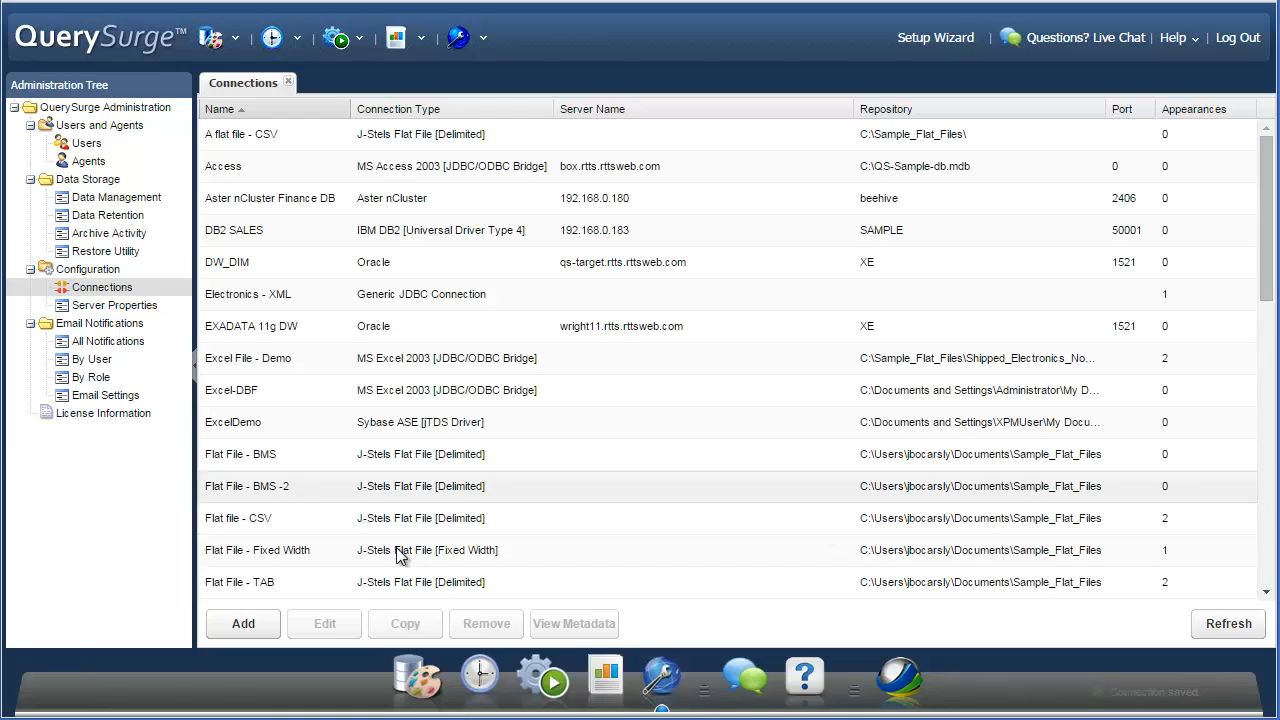 QuerySurge™
Setup Wizard
Questions? Live Chat
Help
Log Out
Administration Tree
QuerySurge Administration
Users and Agents
Users
Agents
Data Storage
Data Management
Data Retention
Archive Activity
Restore Utility
Configuration
Connections
Server Properties
Email Notifications
All Notifications
By User
By Role
Email Settings
License Information
Connections
Name Connection Type Server Name Repository Port Appearances
A flat file - CSV J-Stels Flat File [Delimited] C:\Sample_Flat_Files\ 0
Access MS Access 2003 [JDBC/ODBC Bridge] box.rtts.rttsweb.com C:\QS-Sample-db.mdb 0 0
Aster nCluster Finance DB Aster nCluster 192.168.0.180 beehive 2406 0
DB2 SALES IBM DB2 [Universal Driver Type 4] 192.168.0.183 SAMPLE 50001 0
DW_DIM Oracle qs-target.rtts.rttsweb.com XE 1521 0
Electronics - XML Generic JDBC Connection 1
EXADATA 11g DW Oracle wright11.rtts.rttsweb.com XE 1521 0
Excel File - Demo MS Excel 2003 [JDBC/ODBC Bridge] C:\Sample_Flat_Files\Shipped_Electronics_No... 2
Excel-DBF MS Excel 2003 [JDBC/ODBC Bridge] C:\Documents and Settings\Administrator\My D... 0
ExcelDemo Sybase ASE [jTDS Driver] C:\Documents and Settings\XPMUser\My Docu... 0
Flat File - BMS J-Stels Flat File [Delimited] C:\Users\jbocarsly\Documents\Sample_Flat_Files 0
Flat File - BMS -2 J-Stels Flat File [Delimited] C:\Users\jbocarsly\Documents\Sample_Flat_Files 0
Flat file - CSV J-Stels Flat File [Delimited] C:\Users\jbocarsly\Documents\Sample_Flat_Files 2
Flat File - Fixed Width J-Stels Flat File [Fixed Width] C:\Users\jbocarsly\Documents\Sample_Flat_Files 1
Flat File - TAB J-Stels Flat File [Delimited] C:\Users\jbocarsly\Documents\Sample_Flat_Files 2
Add Edit Copy Remove View Metadata Refresh
?
Connection saved.